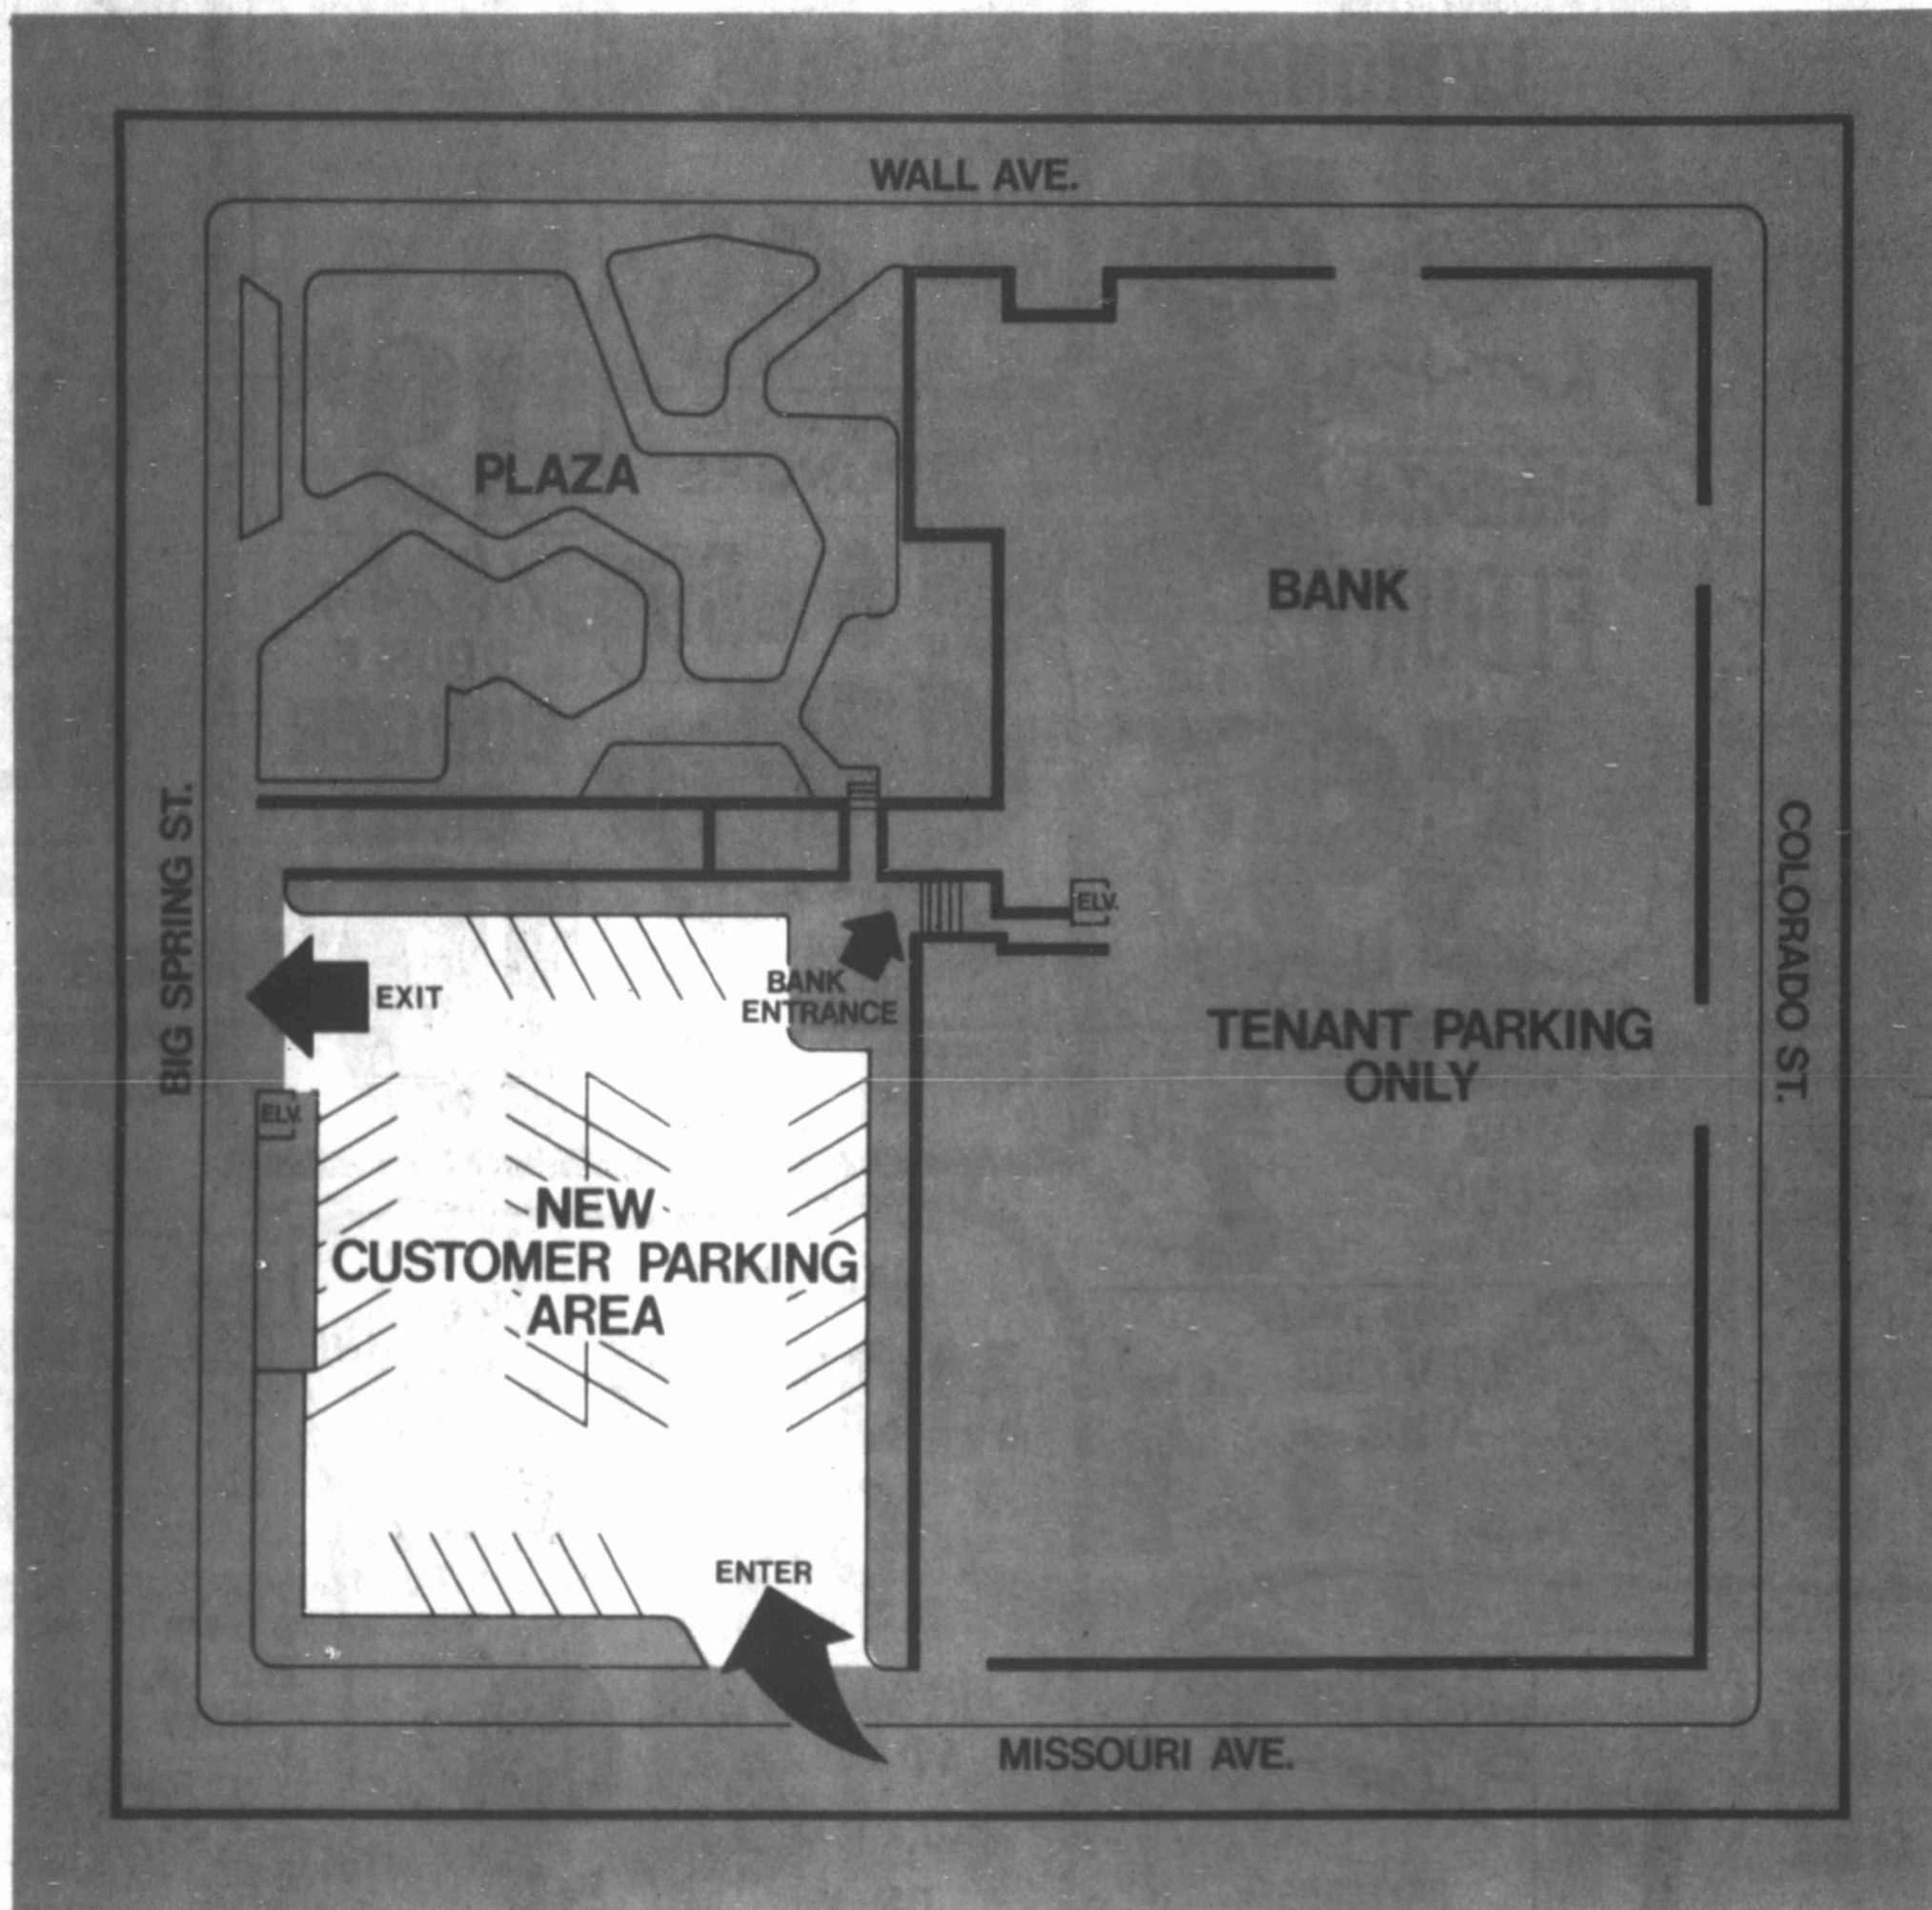 WALL AVE.
PLAZA
BANK
BIG SPRING ST.
COLORADO ST.
ELV.
EXIT
BANK
ENTRANCE
TENANT PARKING
ONLY
ELV.
NEW
CUSTOMER PARKING
AREA
ENTER
MISSOURI AVE.